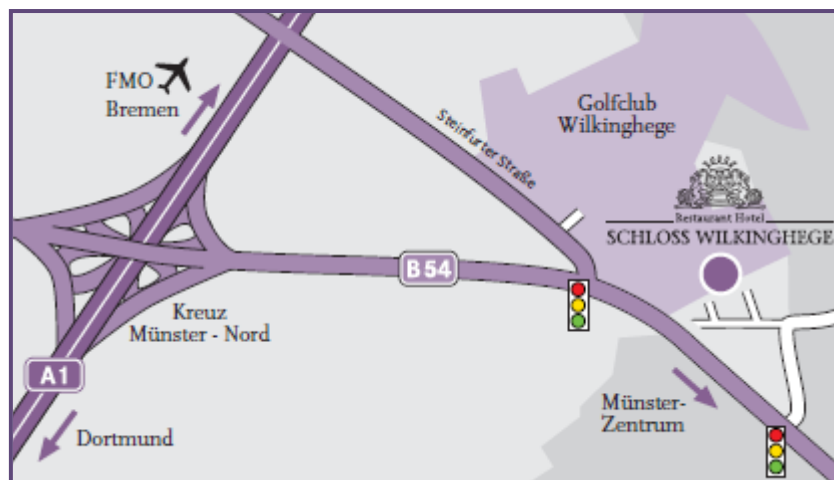 FMO
Bremen
Steinfurter Straße
Golfclub
Wilkinghege
Restaurant Hotel
SCHLOSS WILKINGHEGE
B 54
Kreuz
Münster - Nord
A1
Dortmund
Münster-
Zentrum